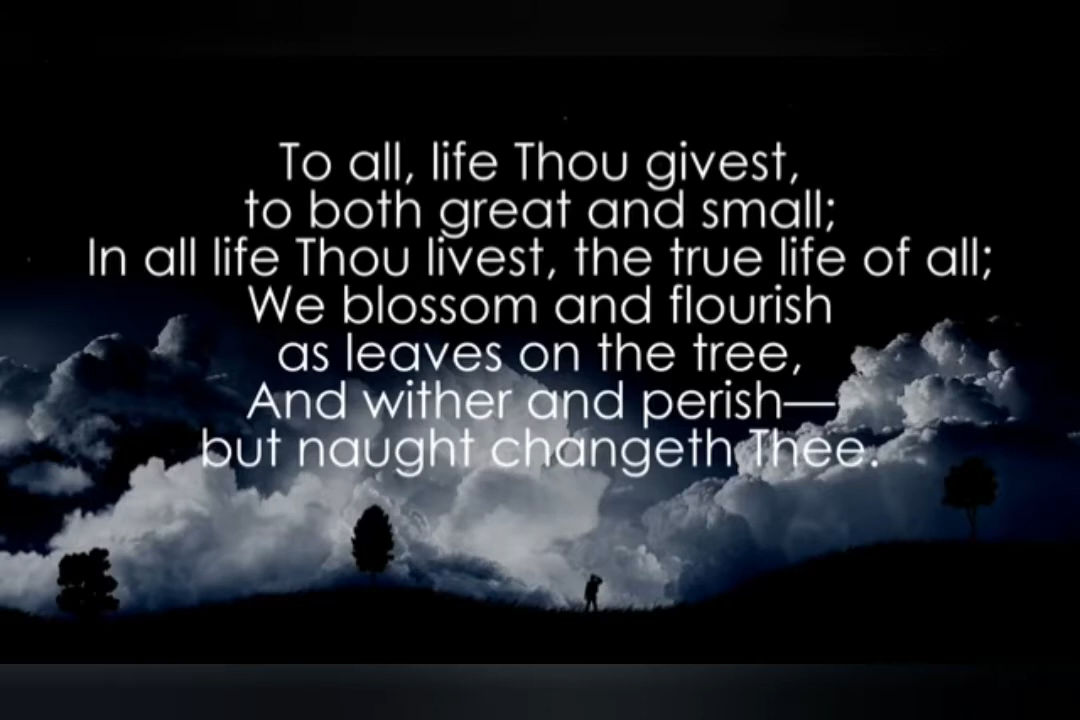 To all, life Thou givest,
to both great and small;
In all life Thou livest, the true life of all;
We blossom and flourish
as leaves on the tree,
And wither and perish—
but naught changeth Thee.